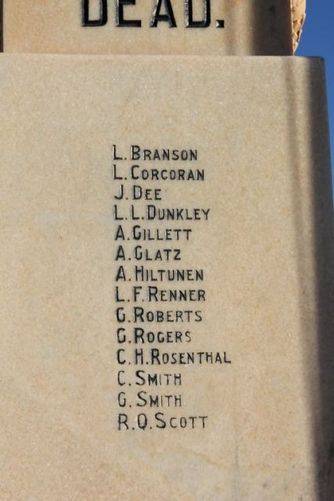 DEAD.
L. BRANSON
L. CORCORAN
J. DEE
L. L. DUNKLEY
A. GILLETT
A. GLATZ
A. HILTUNEN
L. F. RENNER
G. ROBERTS
G. ROGERS
C. H. ROSENTHAL
C. SMITH
G. SMITH
R. O. SCOTT